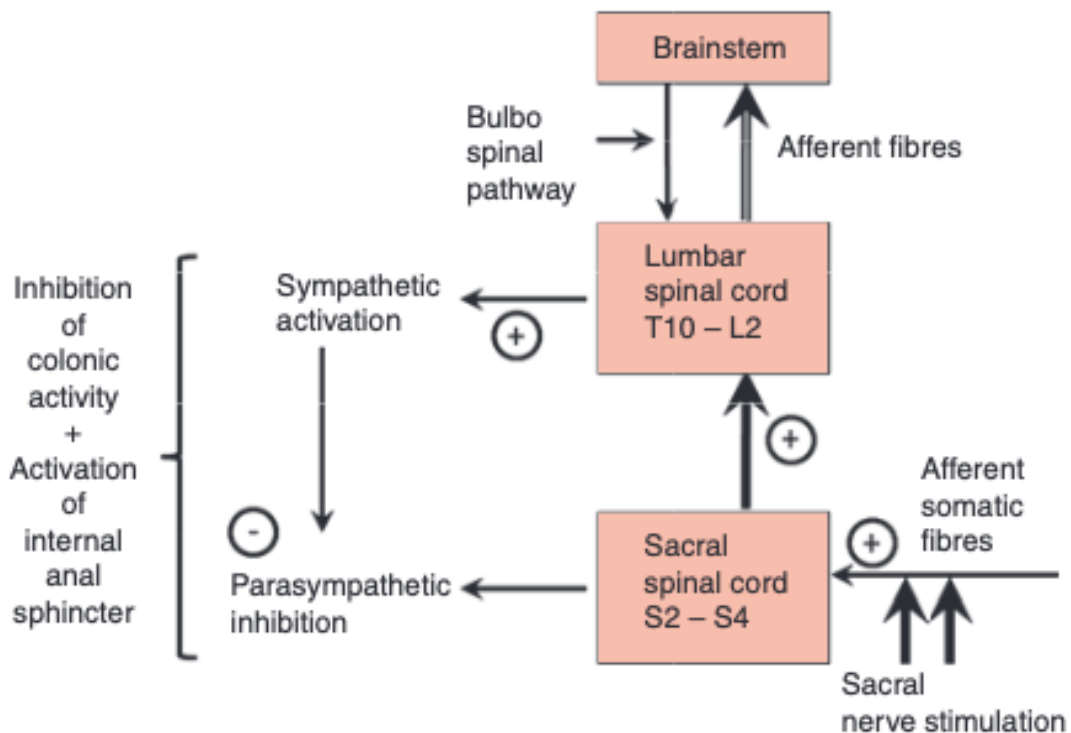 Brainstem
Bulbo
spinal
pathway
Afferent fibres
Lumbar
spinal cord
T10 – L2
Sympathetic
activation
+
Inhibition
of
colonic
activity
+
Activation
of
internal
anal
sphincter
+
Afferent
somatic
fibres
+
Sacral
spinal cord
S2 – S4
-
Parasympathetic
inhibition
Sacral
nerve stimulation